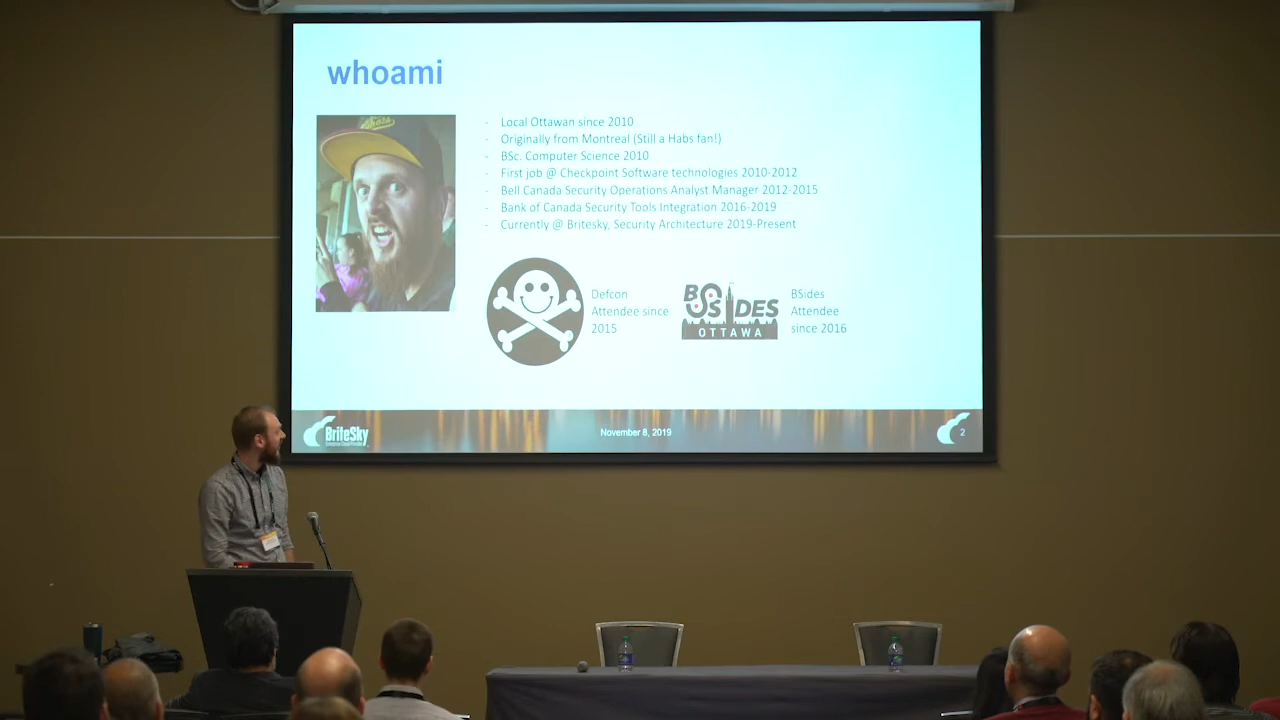 whoami
- Local Ottawan since 2010
- Originally from Montreal (Still a Habs fan!)
- BSc. Computer Science 2010
- First job @ Checkpoint Software technologies 2010-2012
- Bell Canada Security Operations Analyst Manager 2012-2015
- Bank of Canada Security Tools Integration 2016-2019
- Currently @ Britesky, Security Architecture 2019-Present
Defcon
Attendee since
2015
BSIDES
OTTAWA
BSides
Attendee
since 2016
BriteSky
November 8, 2019
2